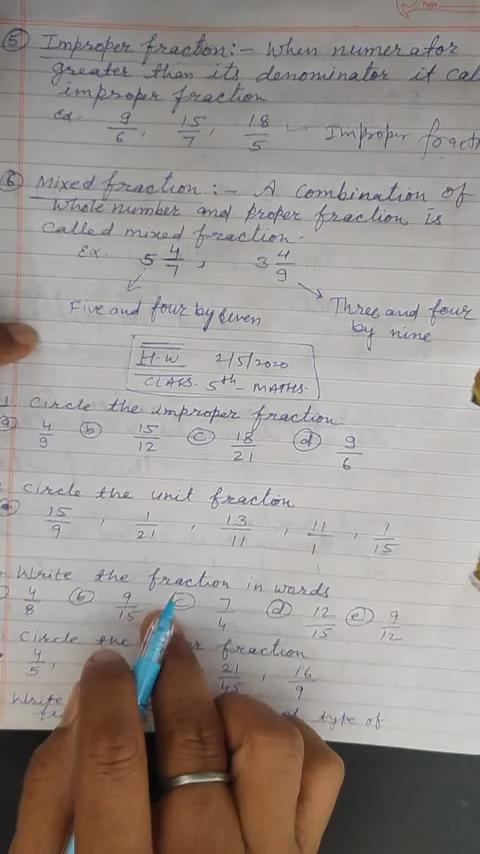 Page
⑤ Improper fraction:- When numerator
greater than its denominator it cal
improper fraction
Ex. 9/6, 15/7, 18/5 Improper fract
⑥ Mixed fraction :- A combination of
whole number and proper fraction is
called mixed fraction.
Ex. 5 4/7, 3 4/9
Five and four by seven
Three and four
by nine
H.W. 2/5/2020
CLASS 5th- MATHS.
1. Circle the improper fraction:
ⓐ 4/9 ⓑ 15/12 ⓒ 18/21 ⓓ 9/6
Circle the unit fraction
ⓐ 15/9, 1/21, 13/11, 11/1, 1/15
Write the fraction in words
4/8 ⓑ 9/15 ⓒ 7/4 ⓓ 12/15 ⓔ 9/12
Circle the fraction
4/5, 21/45, 16/9
Write
type of